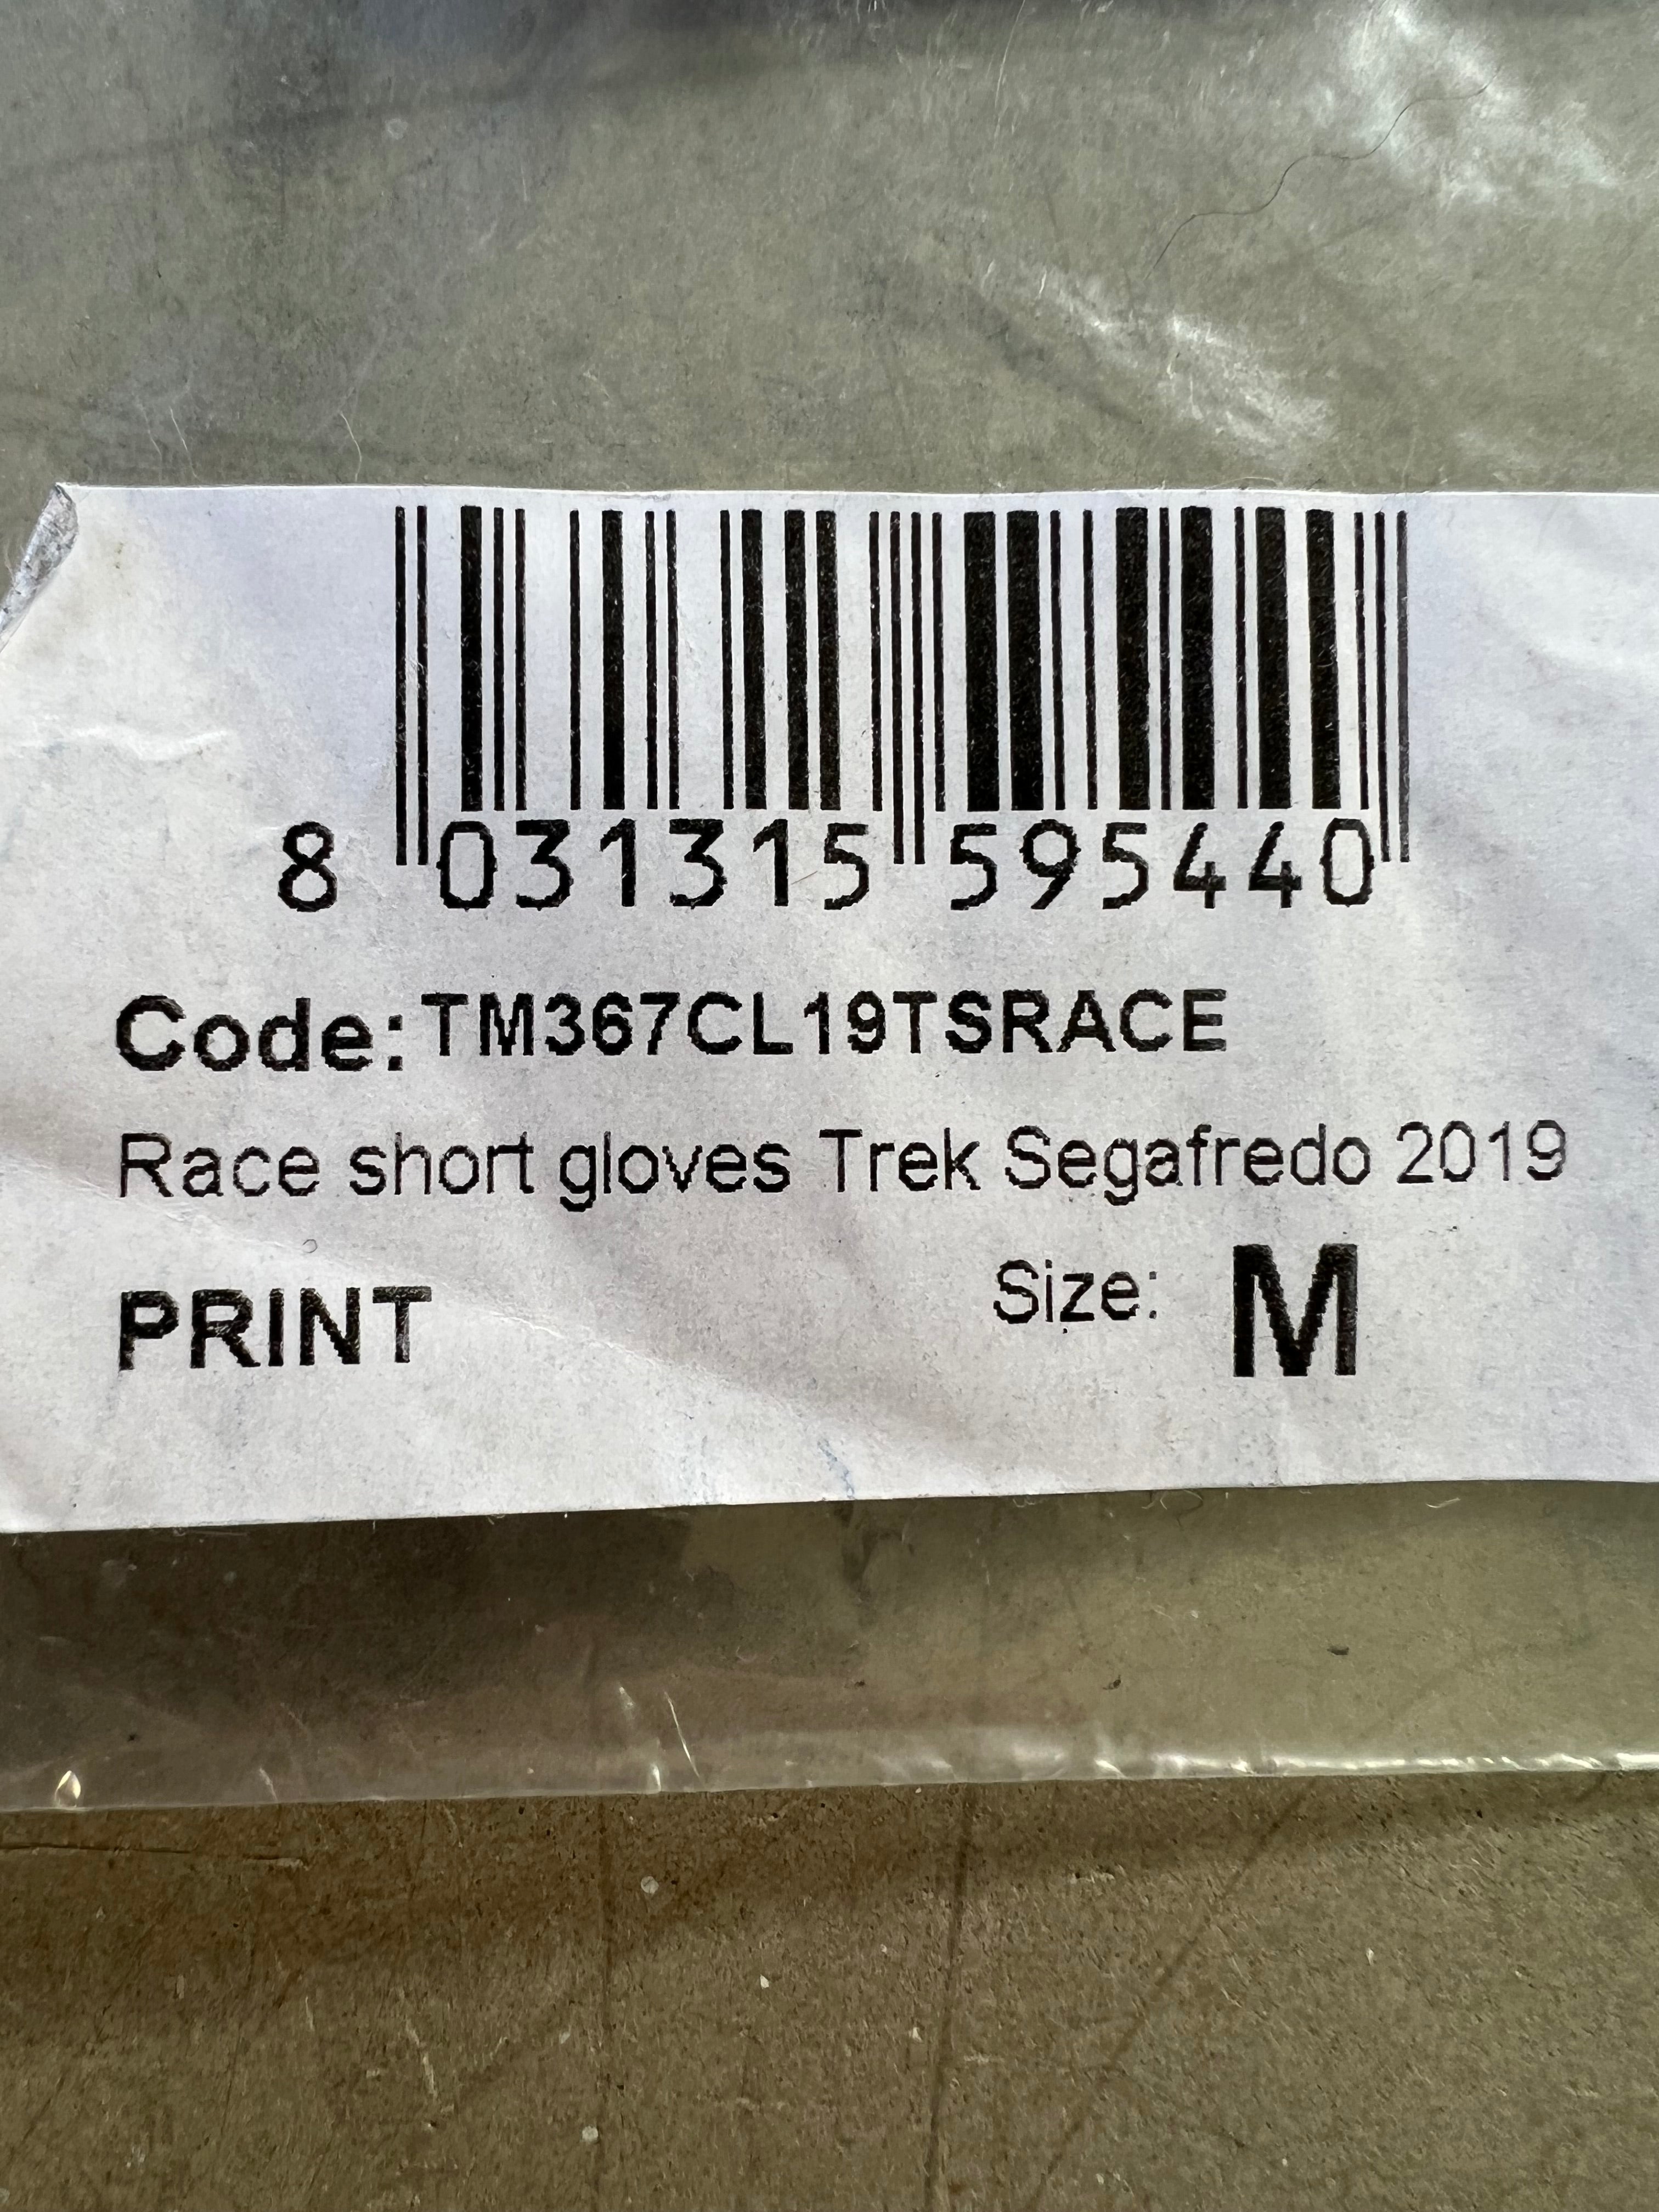 8 031315 595440
Code: TM367CL19TSRACE
Race short gloves Trek Segafredo 2019
PRINT Size: M